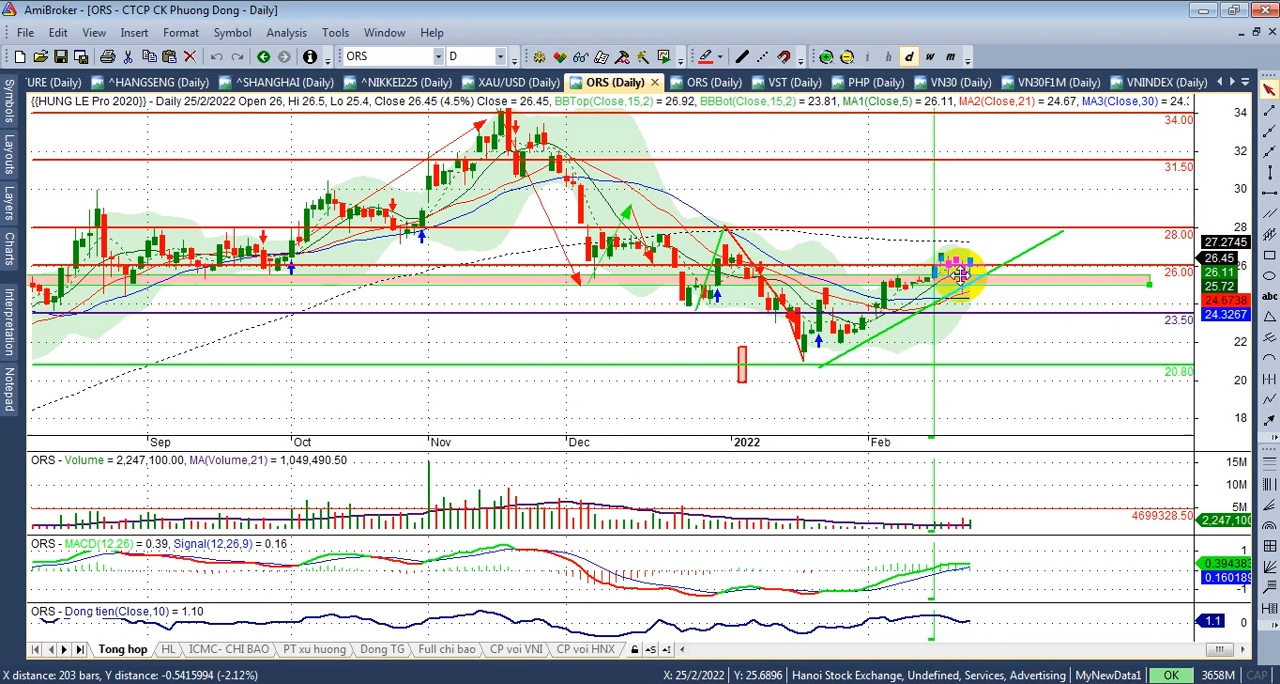 AmiBroker - [ORS - CTCP CK Phuong Dong - Daily]
File Edit View Insert Format Symbol Analysis Tools Window Help
ORS D i h d w m
'URE (Daily) ^HANGSENG (Daily) ^SHANGHAI (Daily) ^NIKKEI225 (Daily) XAU/USD (Daily) ORS (Daily) ORS (Daily) VST (Daily) PHP (Daily) VN30 (Daily) VN30F1M (Daily) VNINDEX (Daily)
{{HUNG LE Pro 2020}} - Daily 25/2/2022 Open 26, Hi 26.5, Lo 25.4, Close 26.45 (4.5%) Close = 26.45, BBTop(Close,15,2) = 26.92, BBBot(Close,15,2) = 23.81, MA1(Close,5) = 26.11, MA2(Close,21) = 24.67, MA3(Close,30) = 24.
Symbols
Layouts
Layers
Charts
Interpretation
Notepad
34
34.00
32
31.50
30
28
28.00
27.2745
26.45
26
26.00
26.11
25.72
24.6738
24.3267
23.50
22
20.80
20
18
Sep Oct Nov Dec 2022 Feb
ORS - Volume = 2,247,100.00, MA(Volume,21) = 1,049,490.50
15M
10M
5M
4699328.50
2,247,100
ORS - MACD(12,26) = 0.39, Signal(12,26,9) = 0.16
1
0.394383
0.160189
-1
ORS - Dong tien(Close,10) = 1.10
1.1
0
Tong hop HL ICMC- CHI BAO PT xu huong Dong TG Full chi bao CP voi VNI CP voi HNX
X distance: 203 bars, Y distance: -0.5415994 (-2.12%) X: 25/2/2022 Y: 25.6896 Hanoi Stock Exchange, Undefined, Services, Advertising MyNewData1 OK 3658M CAP